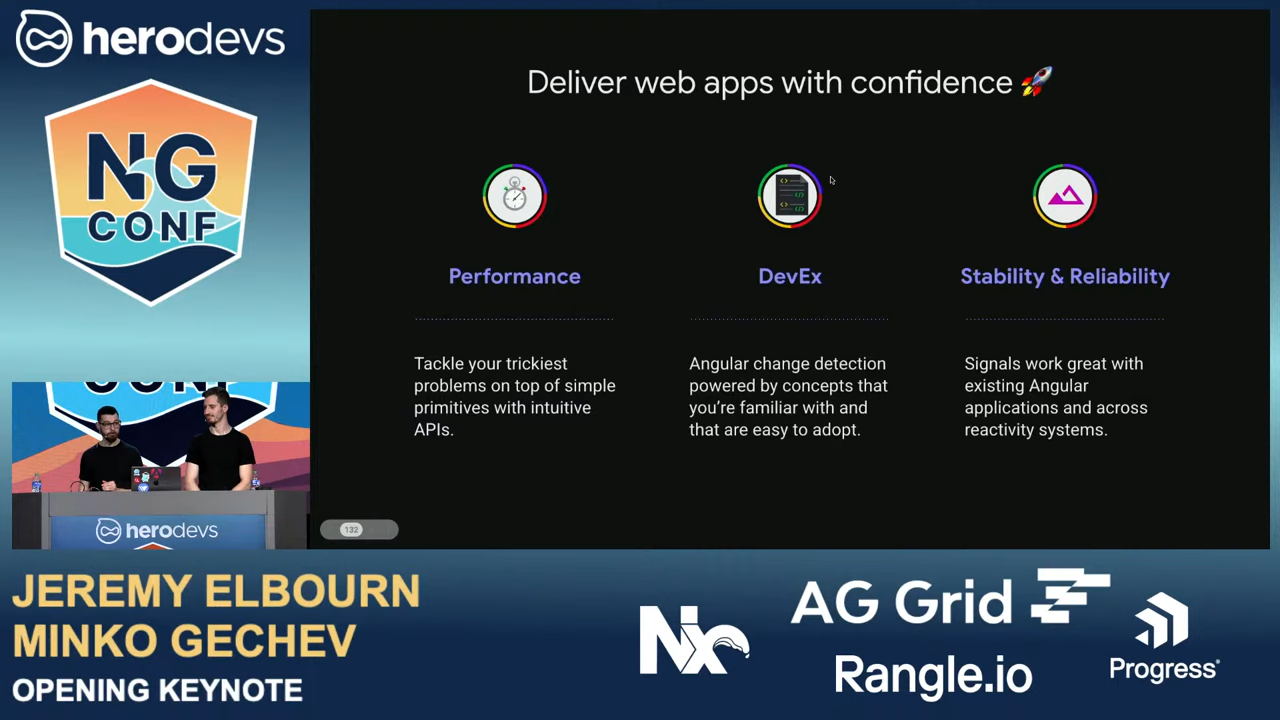 herodevs
NG
CONF
Deliver web apps with confidence 🚀
Performance
Tackle your trickiest
problems on top of simple
primitives with intuitive
APIs.
DevEx
Angular change detection
powered by concepts that
you're familiar with and
that are easy to adopt.
Stability & Reliability
Signals work great with
existing Angular
applications and across
reactivity systems.
132
CONF
herodevs
JEREMY ELBOURN
MINKO GECHEV
OPENING KEYNOTE
Nx
AG Grid
Rangle.io
Progress®